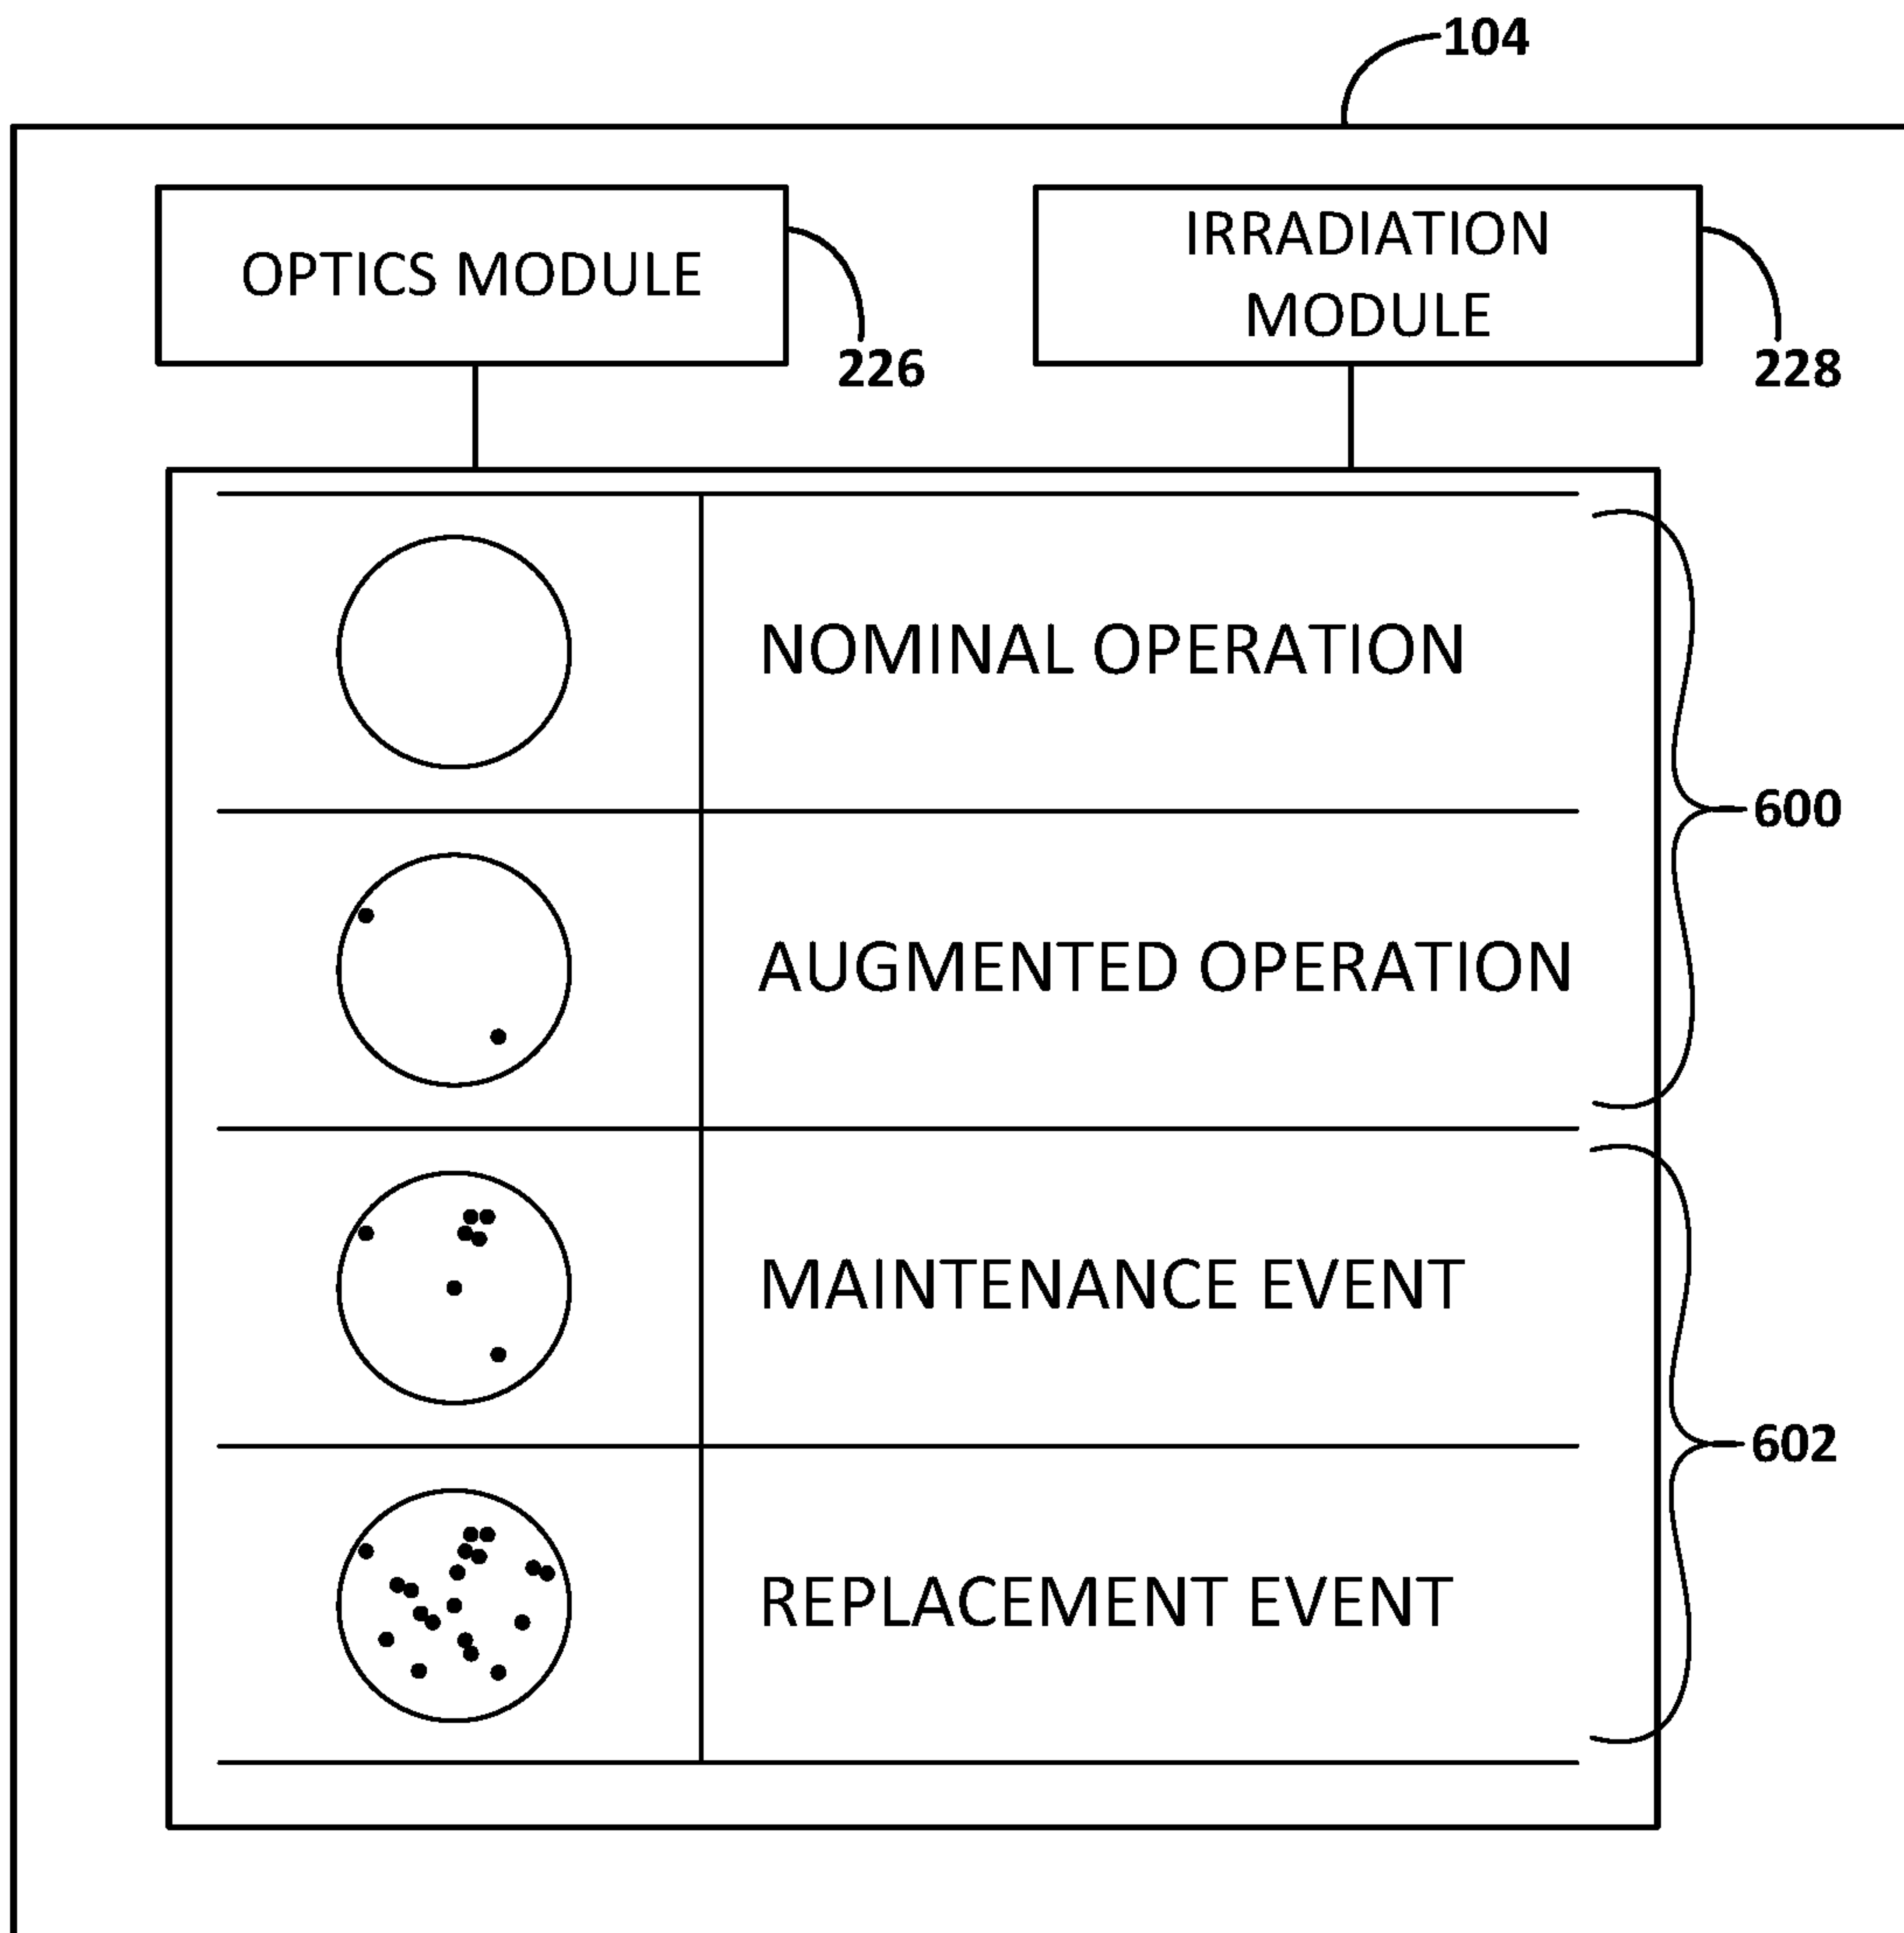 104
OPTICS MODULE
IRRADIATION
MODULE
226
228
NOMINAL OPERATION
600
AUGMENTED OPERATION
MAINTENANCE EVENT
602
REPLACEMENT EVENT